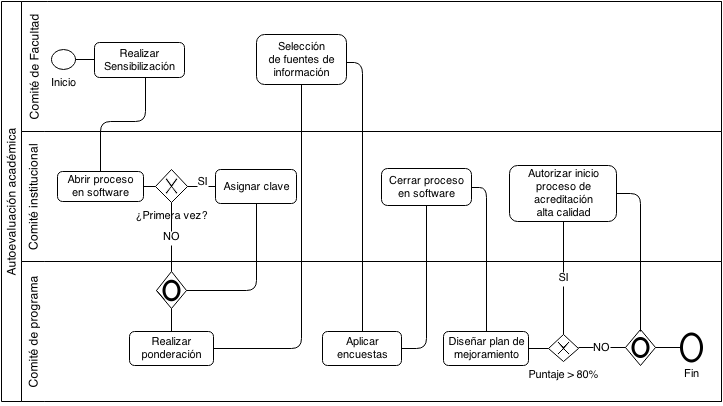 Autoevaluación académica
Comité de Facultad
Inicio
Realizar
Sensibilización
Selección
de fuentes de
información
Comité institucional
Abrir proceso
en software
SI
¿Primera vez?
NO
Asignar clave
Cerrar proceso
en software
Autorizar inicio
proceso de
acreditación
alta calidad
Comité de programa
Realizar
ponderación
Aplicar
encuestas
Diseñar plan de
mejoramiento
SI
NO
Puntaje > 80%
Fin